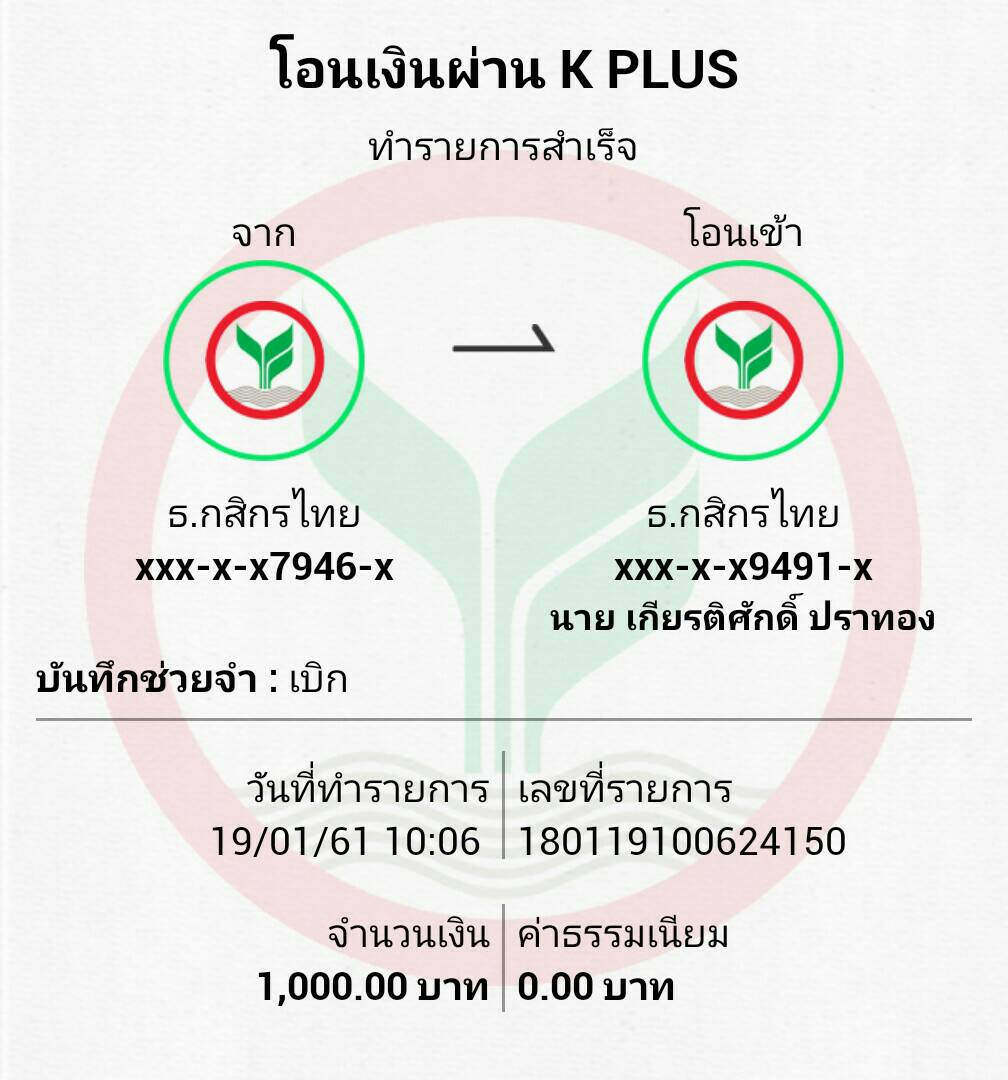 โอนเงินผ่าน K PLUS
ทำรายการสำเร็จ
จาก
โอนเข้า
ธ.กสิกรไทย
xxx-x-x7946-x
ธ.กสิกรไทย
xxx-x-x9491-x
นาย เกียรติศักดิ์ ปราทอง
บันทึกช่วยจำ : เบิก
วันที่ทำรายการ
19/01/61 10:06
เลขที่รายการ
180119100624150
จำนวนเงิน
1,000.00 บาท
ค่าธรรมเนียม
0.00 บาท